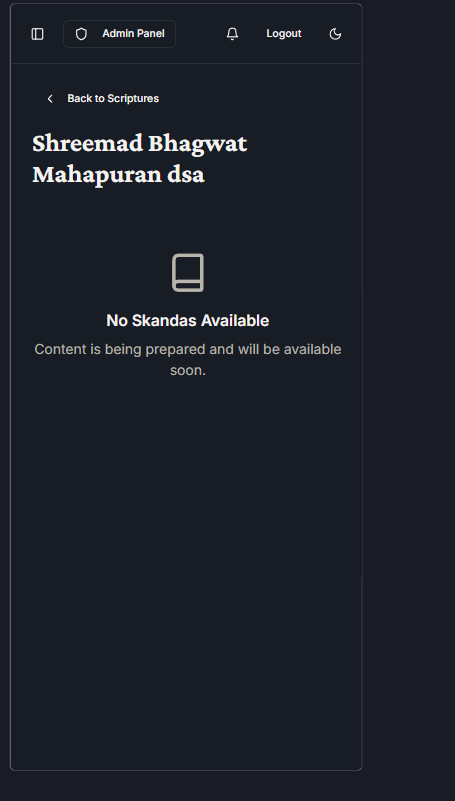 Admin Panel
Logout
Back to Scriptures
Shreemad Bhagwat
Mahapuran dsa
No Skandas Available
Content is being prepared and will be available
soon.